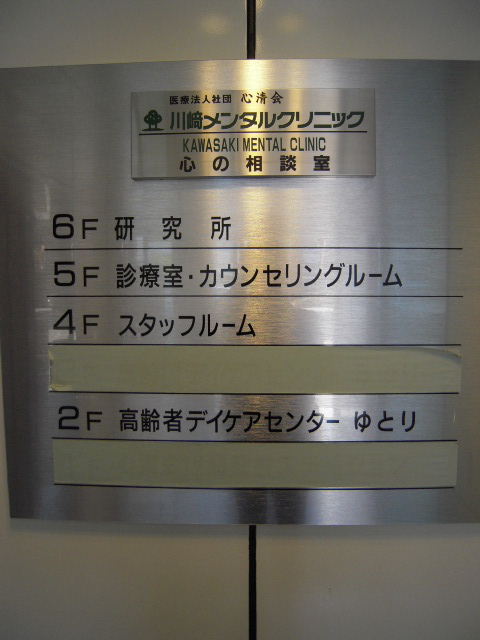 医療法人社団 心清会
川﨑メンタルクリニック
KAWASAKI MENTAL CLINIC
心の相談室
6F 研究所
5F 診療室・カウンセリングルーム
4F スタッフルーム
2F 高齢者デイケアセンター ゆとり